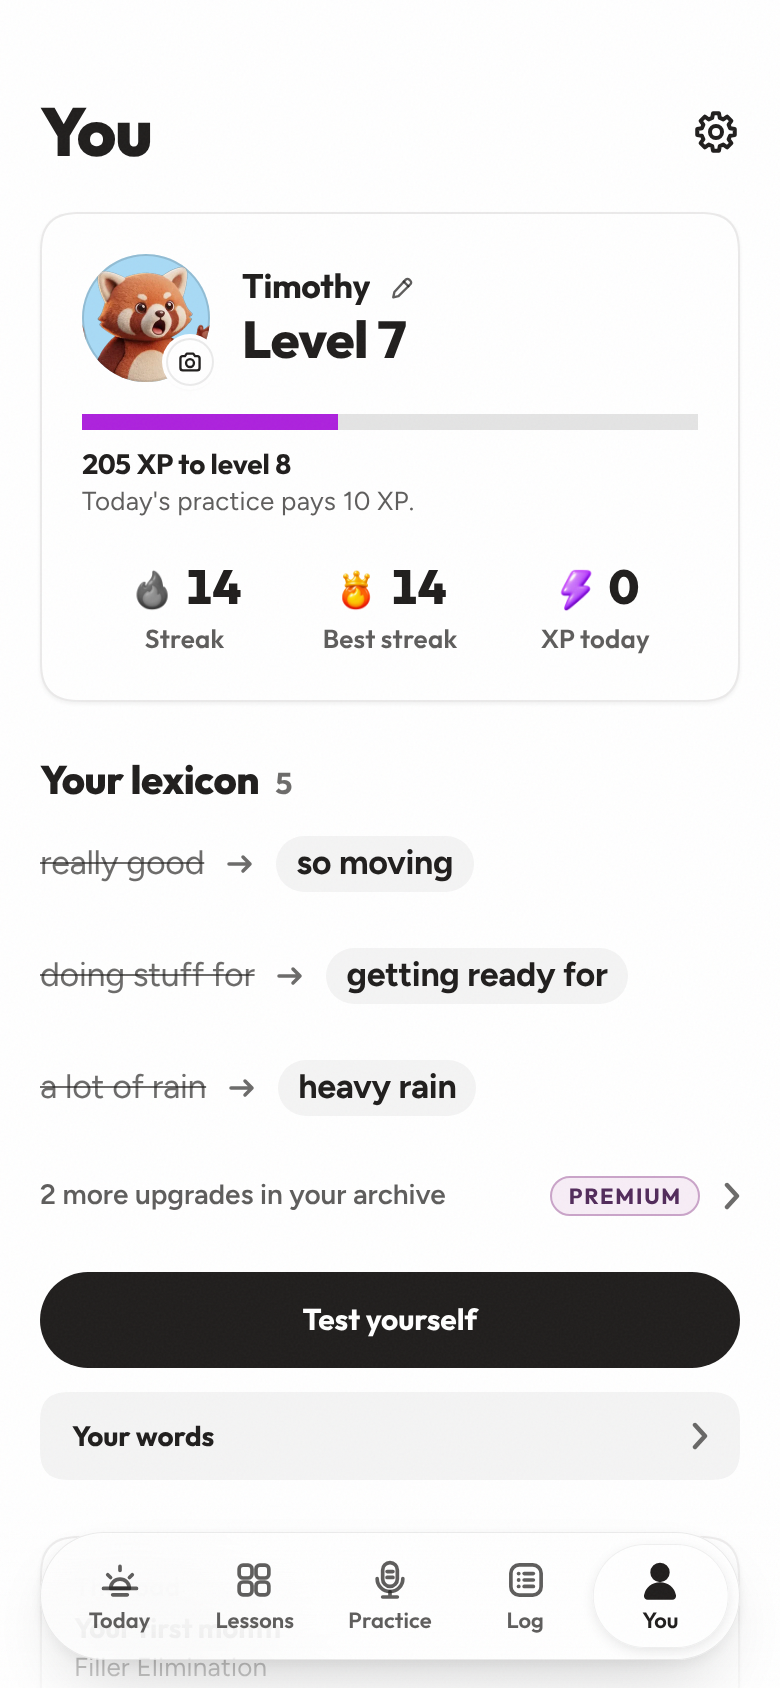 You
Timothy
Level 7
205 XP to level 8
Today's practice pays 10 XP.
14 14 0
Streak Best streak XP today
Your lexicon 5
really good → so moving
doing stuff for → getting ready for
a lot of rain → heavy rain
2 more upgrades in your archive PREMIUM
Test yourself
Your words
Today Lessons Practice Log You
Your first month
Filler Elimination